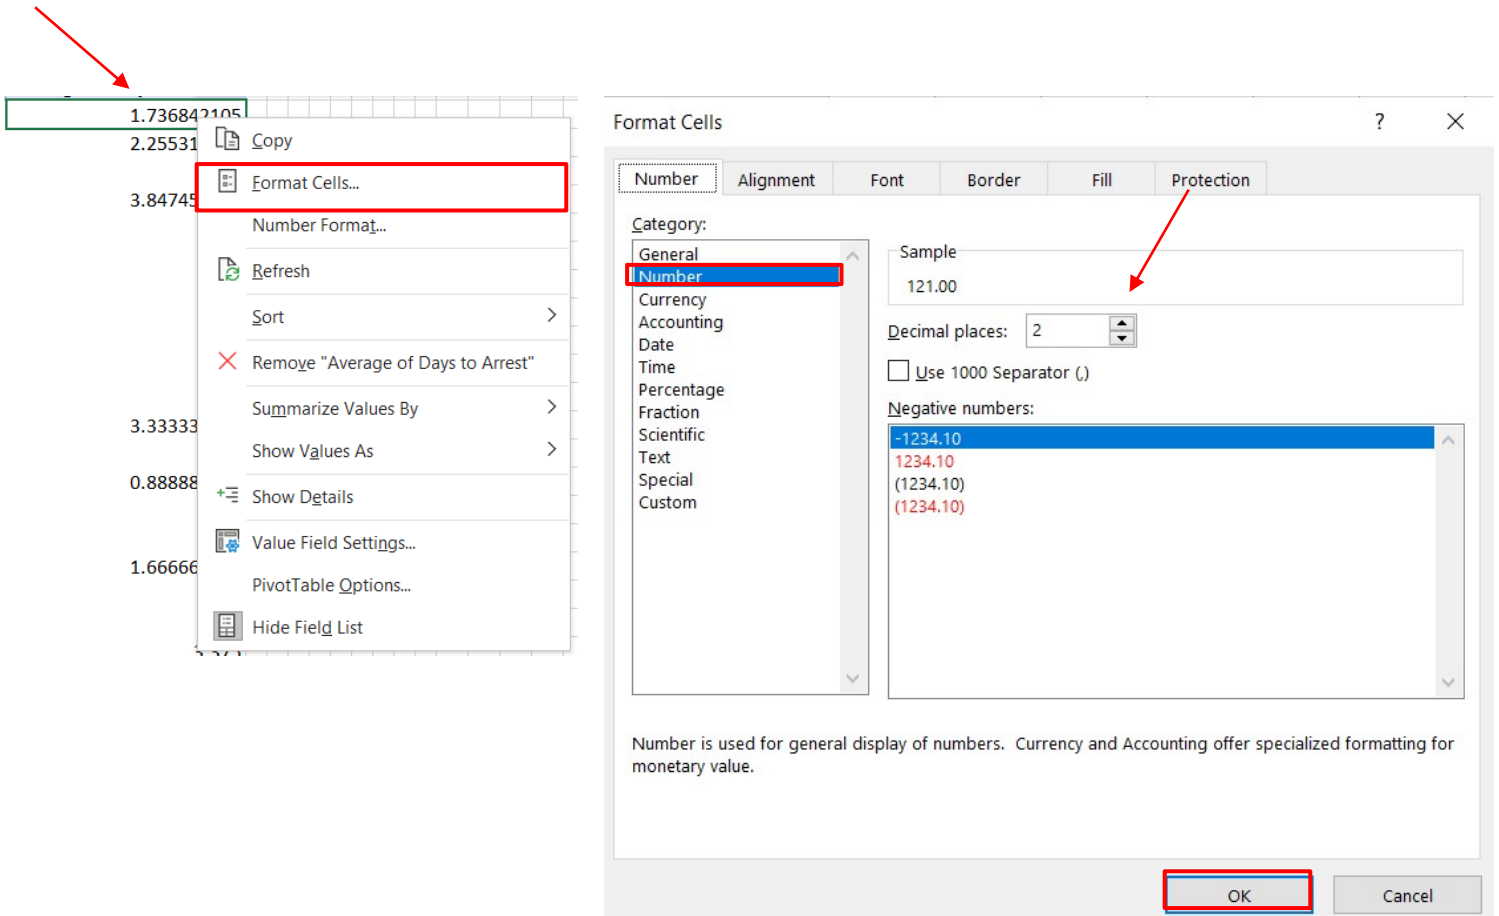 1.736842105
2.25531
3.84745
3.33333
0.88888
1.66666
3.375
Copy
Format Cells...
Number Format...
Refresh
Sort
Remove "Average of Days to Arrest"
Summarize Values By
Show Values As
Show Details
Value Field Settings...
PivotTable Options...
Hide Field List
Format Cells
?
Number Alignment Font Border Fill Protection
Category:
General
Number
Currency
Accounting
Date
Time
Percentage
Fraction
Scientific
Text
Special
Custom
Sample
121.00
Decimal places: 2
Use 1000 Separator (,)
Negative numbers:
-1234.10
1234.10
(1234.10)
(1234.10)
Number is used for general display of numbers.  Currency and Accounting offer specialized formatting for
monetary value.
OK Cancel